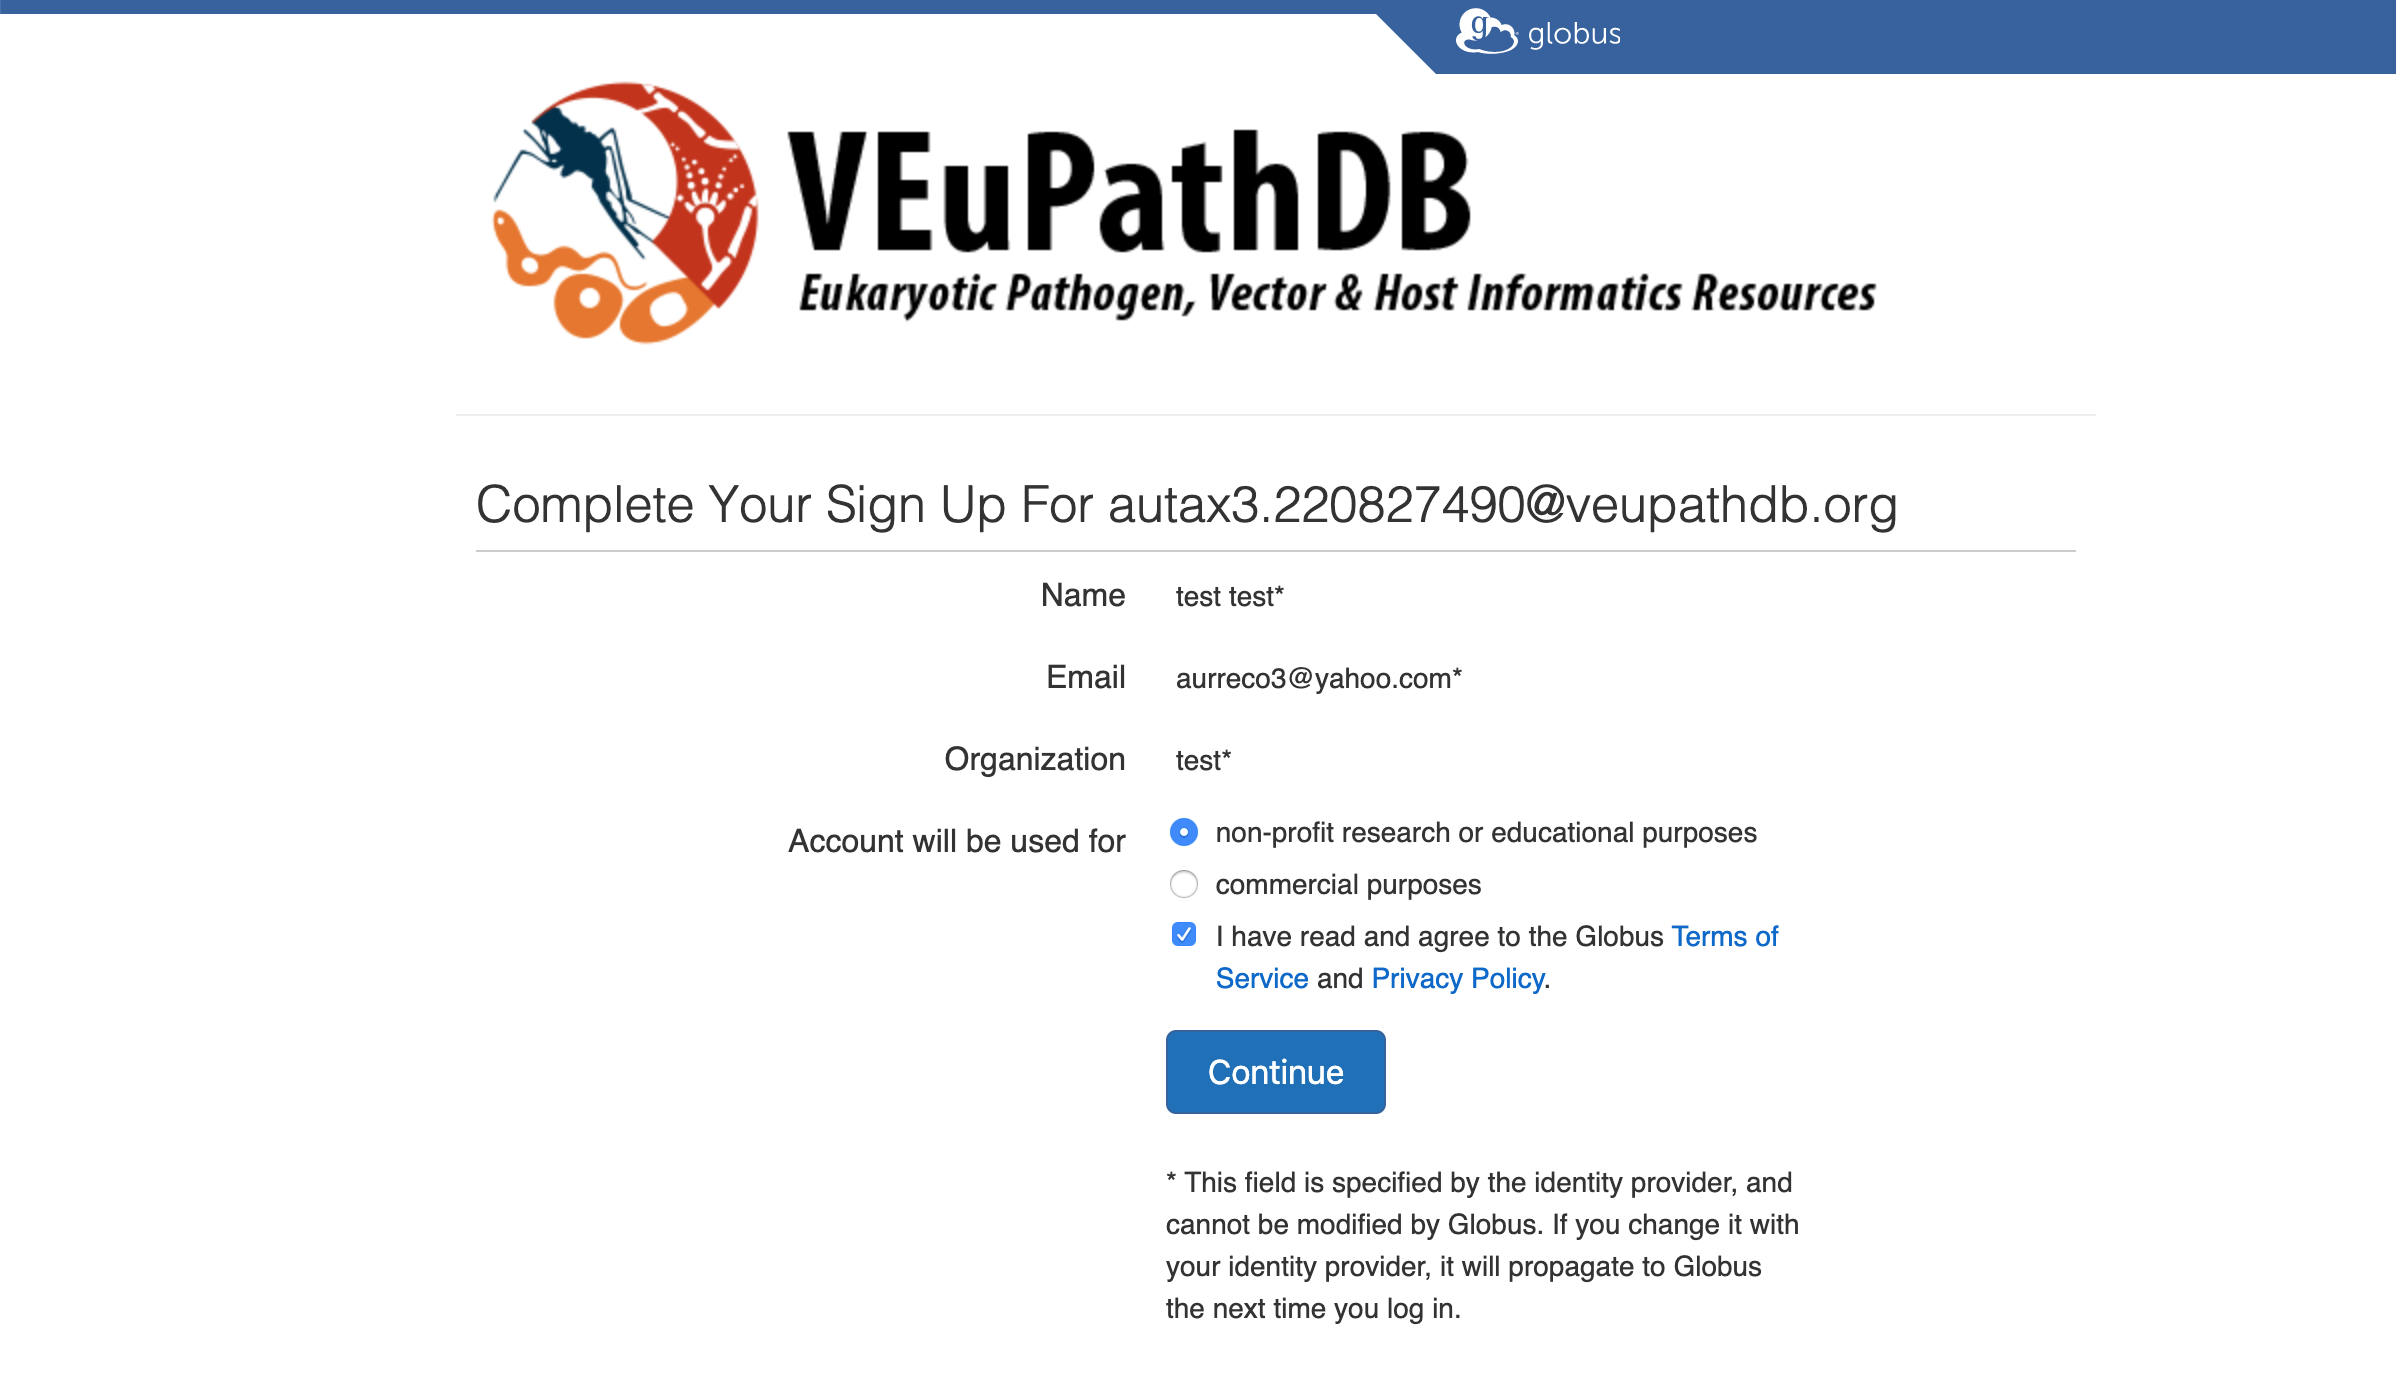 globus
VEuPathDB
Eukaryotic Pathogen, Vector & Host Informatics Resources
Complete Your Sign Up For autax3.220827490@veupathdb.org
Name test test*
Email aurreco3@yahoo.com*
Organization test*
Account will be used for non-profit research or educational purposes
commercial purposes
I have read and agree to the Globus Terms of
Service and Privacy Policy.
Continue
* This field is specified by the identity provider, and
cannot be modified by Globus. If you change it with
your identity provider, it will propagate to Globus
the next time you log in.